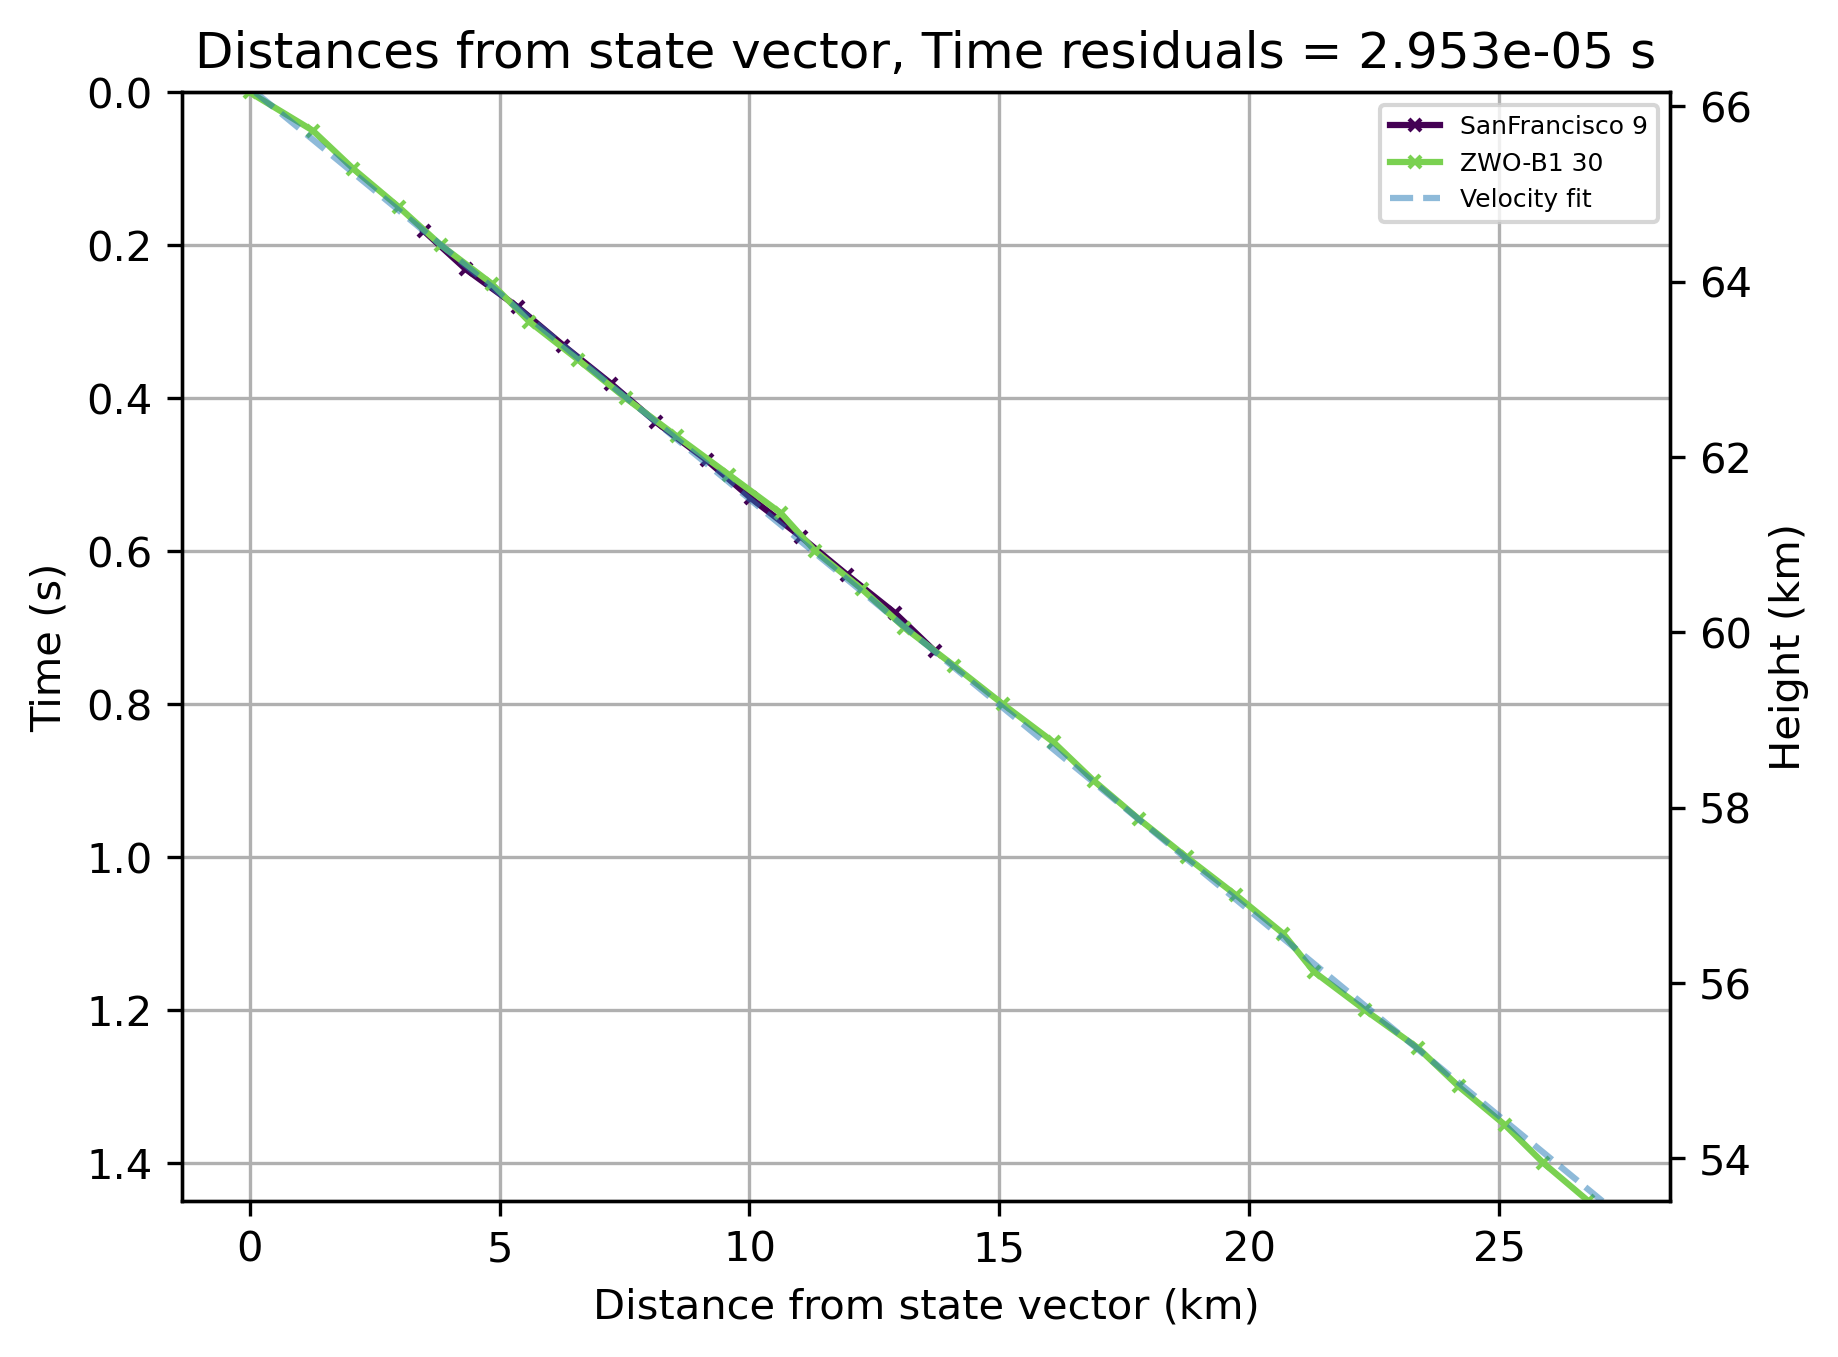 Distances from state vector, Time residuals = 2.953e-05 s
SanFrancisco 9
ZWO-B1 30
Velocity fit
Time (s)
0.0
0.2
0.4
0.6
0.8
1.0
1.2
1.4
Height (km)
66
64
62
60
58
56
54
0 5 10 15 20 25
Distance from state vector (km)